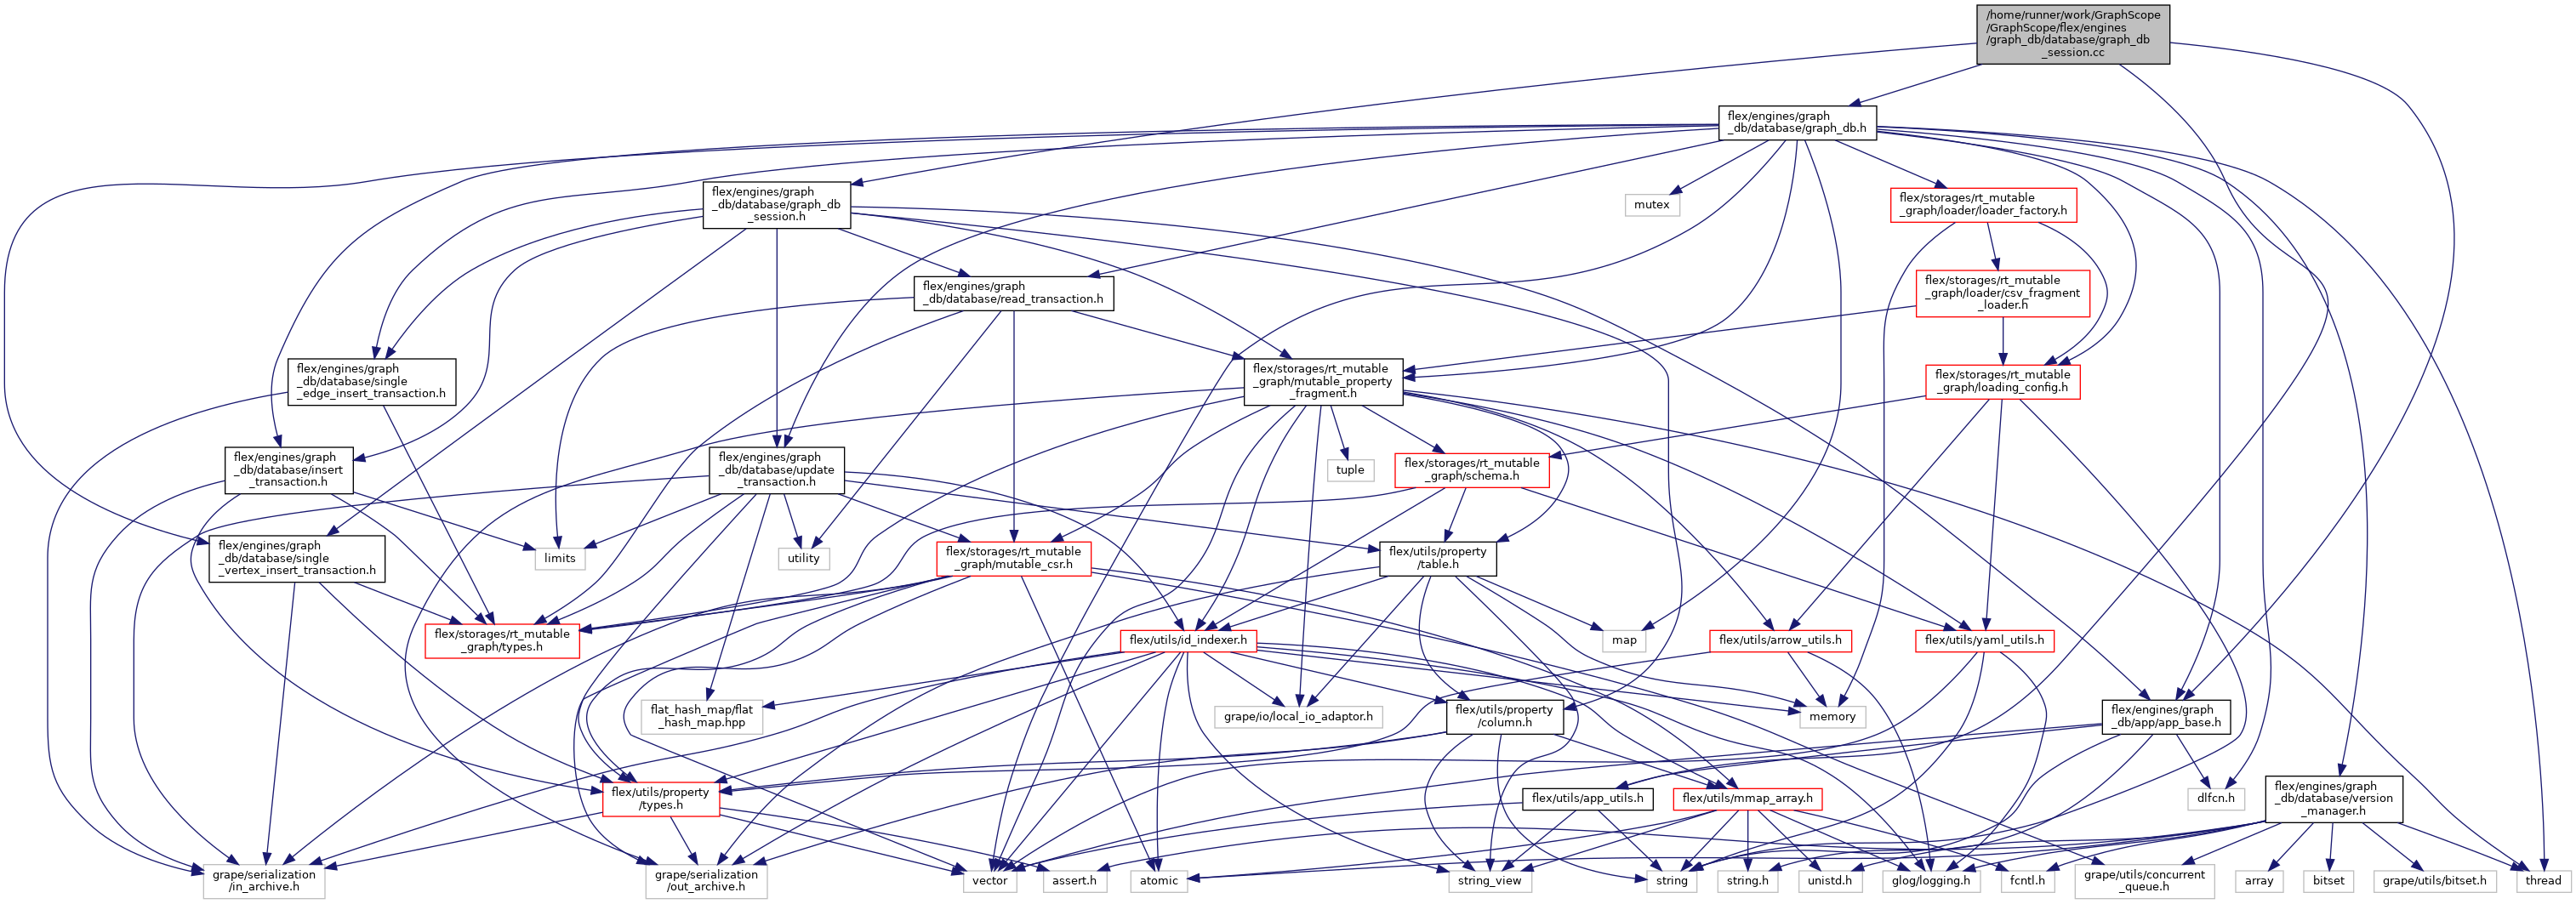 /home/runner/work/GraphScope
/GraphScope/flex/engines
/graph_db/database/graph_db
_session.cc
flex/engines/graph
_db/database/graph_db.h
flex/engines/graph
_db/database/graph_db
_session.h
mutex
flex/storages/rt_mutable
_graph/loader/loader_factory.h
flex/engines/graph
_db/database/read_transaction.h
flex/storages/rt_mutable
_graph/loader/csv_fragment
_loader.h
flex/engines/graph
_db/database/single
_edge_insert_transaction.h
flex/storages/rt_mutable
_graph/mutable_property
_fragment.h
flex/storages/rt_mutable
_graph/loading_config.h
flex/engines/graph
_db/database/insert
_transaction.h
flex/engines/graph
_db/database/update
_transaction.h
tuple
flex/storages/rt_mutable
_graph/schema.h
flex/engines/graph
_db/database/single
_vertex_insert_transaction.h
limits
utility
flex/storages/rt_mutable
_graph/mutable_csr.h
flex/utils/property
/table.h
flex/storages/rt_mutable
_graph/types.h
flex/utils/id_indexer.h
map
flex/utils/arrow_utils.h
flex/utils/yaml_utils.h
flat_hash_map/flat
_hash_map.hpp
grape/io/local_io_adaptor.h
flex/utils/property
/column.h
memory
flex/engines/graph
_db/app/app_base.h
flex/utils/property
/types.h
flex/utils/app_utils.h
flex/utils/mmap_array.h
dlfcn.h
flex/engines/graph
_db/database/version
_manager.h
grape/serialization
/in_archive.h
grape/serialization
/out_archive.h
vector
assert.h
atomic
string_view
string
string.h
unistd.h
glog/logging.h
fcntl.h
grape/utils/concurrent
_queue.h
array
bitset
grape/utils/bitset.h
thread